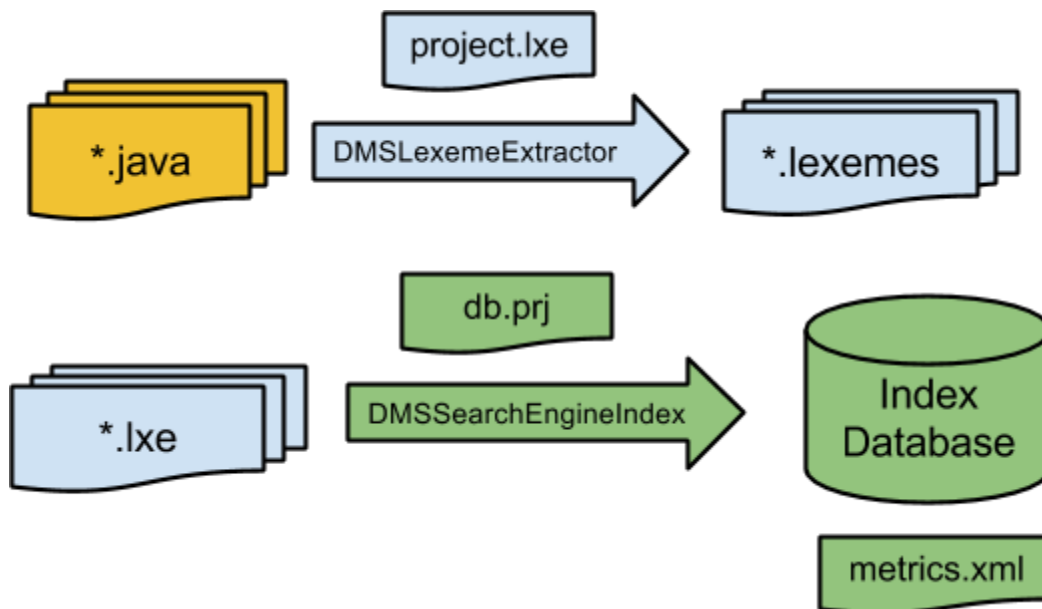 project.lxe
*.java
DMSLexemeExtractor
*.lexemes
db.prj
*.lxe
DMSSearchEngineIndex
Index
Database
metrics.xml